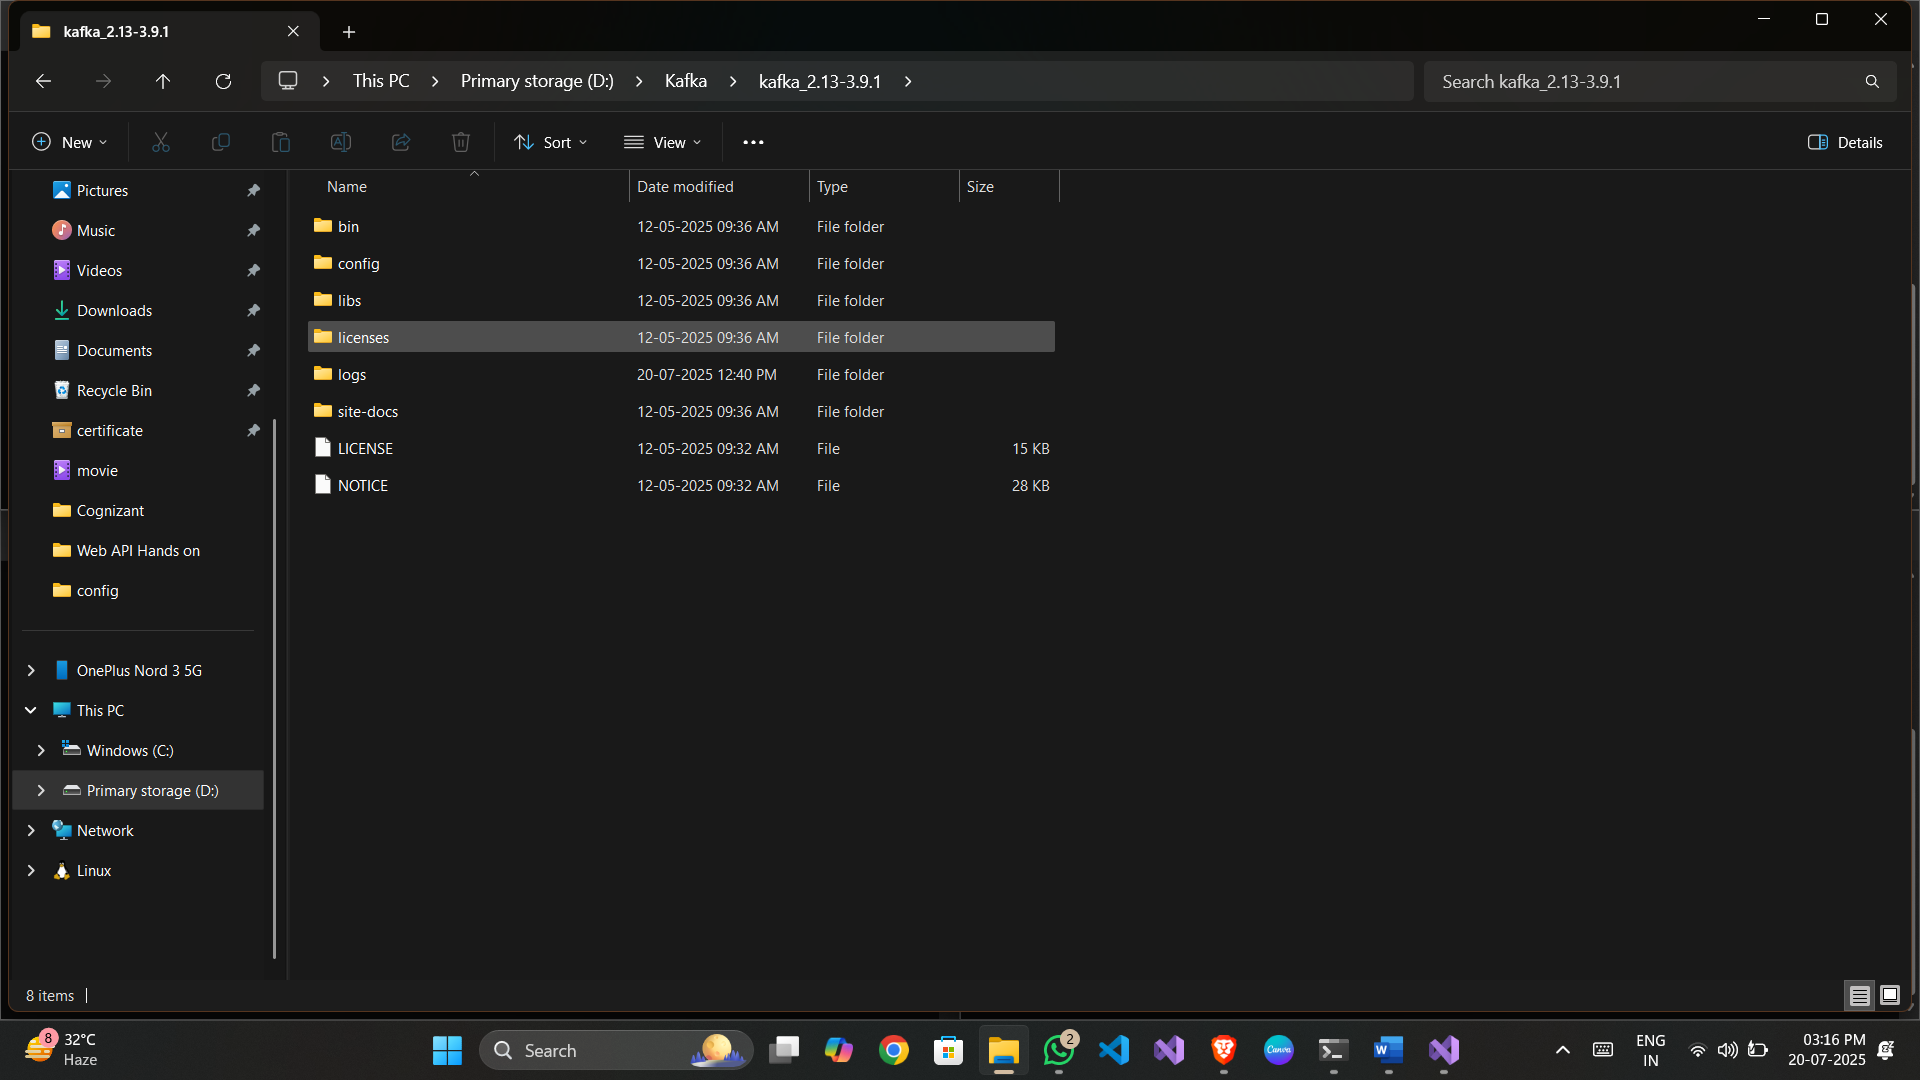 kafka_2.13-3.9.1
This PC > Primary storage (D:) > Kafka > kafka_2.13-3.9.1 >
Search kafka_2.13-3.9.1
New
Sort
View
Details
Pictures
Music
Videos
Downloads
Documents
Recycle Bin
certificate
movie
Cognizant
Web API Hands on
config
OnePlus Nord 3 5G
This PC
Windows (C:)
Primary storage (D:)
Network
Linux
Name Date modified Type Size
bin 12-05-2025 09:36 AM File folder
config 12-05-2025 09:36 AM File folder
libs 12-05-2025 09:36 AM File folder
licenses 12-05-2025 09:36 AM File folder
logs 20-07-2025 12:40 PM File folder
site-docs 12-05-2025 09:36 AM File folder
LICENSE 12-05-2025 09:32 AM File 15 KB
NOTICE 12-05-2025 09:32 AM File 28 KB
8 items
8
32°C
Haze
Search
2
Canva
ENG
IN
03:16 PM
20-07-2025